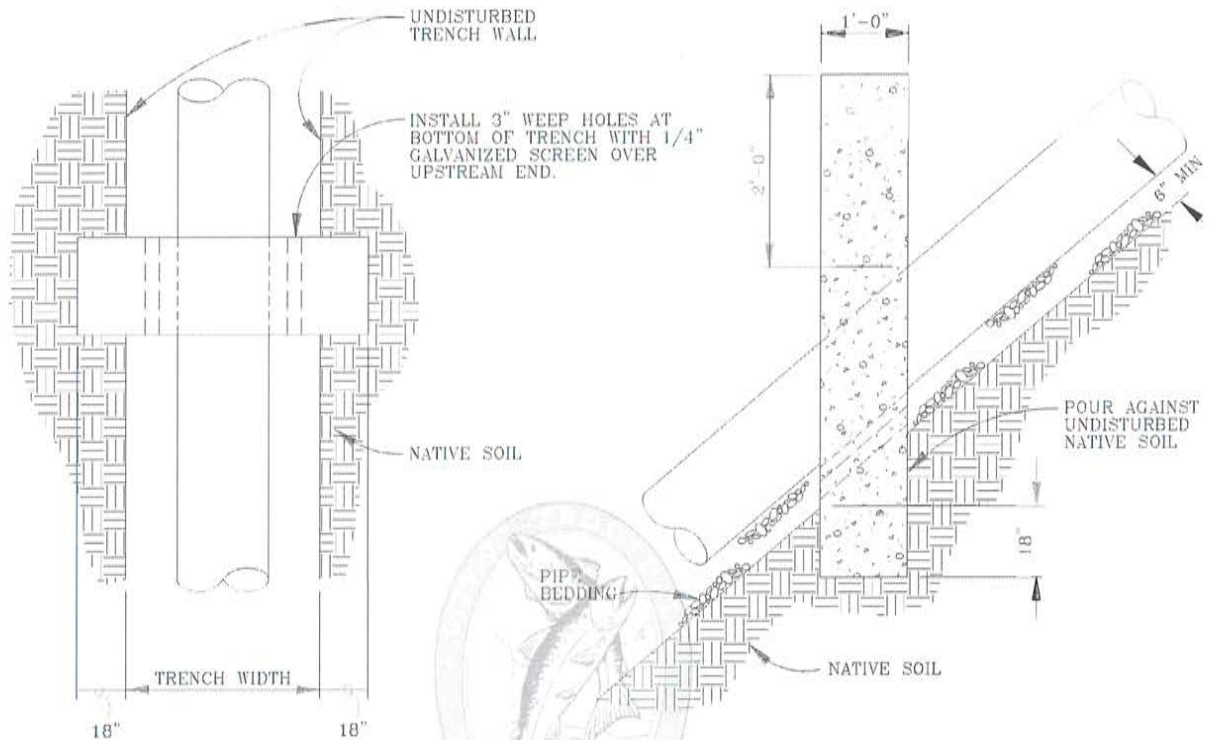 UNDISTURBED
TRENCH WALL
1'-0"
INSTALL 3" WEEP HOLES AT
BOTTOM OF TRENCH WITH 1/4"
GALVANIZED SCREEN OVER
UPSTREAM END.
2'-0"
6" MIN
POUR AGAINST
UNDISTURBED
NATIVE SOIL
NATIVE SOIL
18"
PIPE
BEDDING
NATIVE SOIL
TRENCH WIDTH
18"
18"